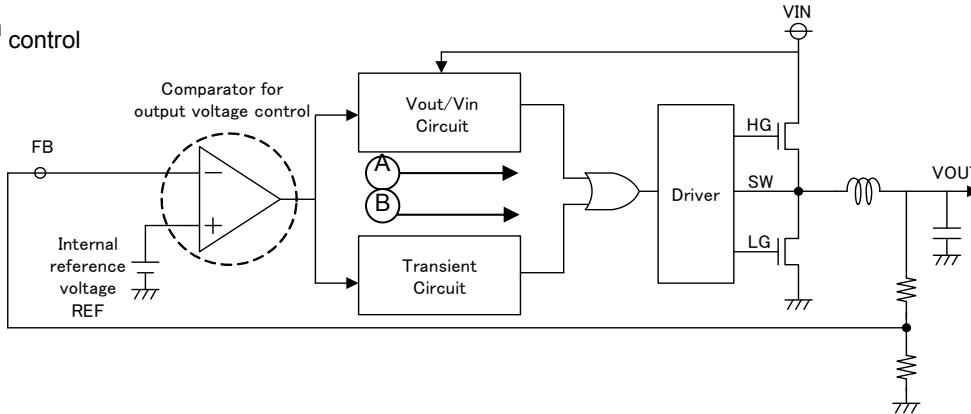 control
VIN
Comparator for
output voltage control
Vout/Vin
Circuit
HG
FB
A
B
Driver
SW
VOUT
Internal
reference
voltage
REF
Transient
Circuit
LG